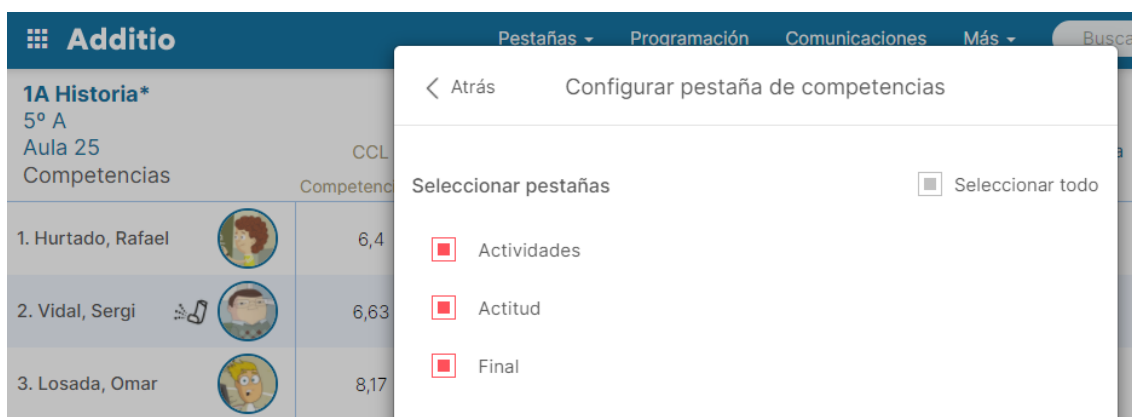 Additio
Pestañas Programación Comunicaciones Más Busca
Atrás Configurar pestaña de competencias
1A Historia*
5º A
Aula 25
CCL
Competencias
Competenc
Seleccionar pestañas Seleccionar todo
1. Hurtado, Rafael 6,4
Actividades
2. Vidal, Sergi 6,63
Actitud
3. Losada, Omar 8,17
Final